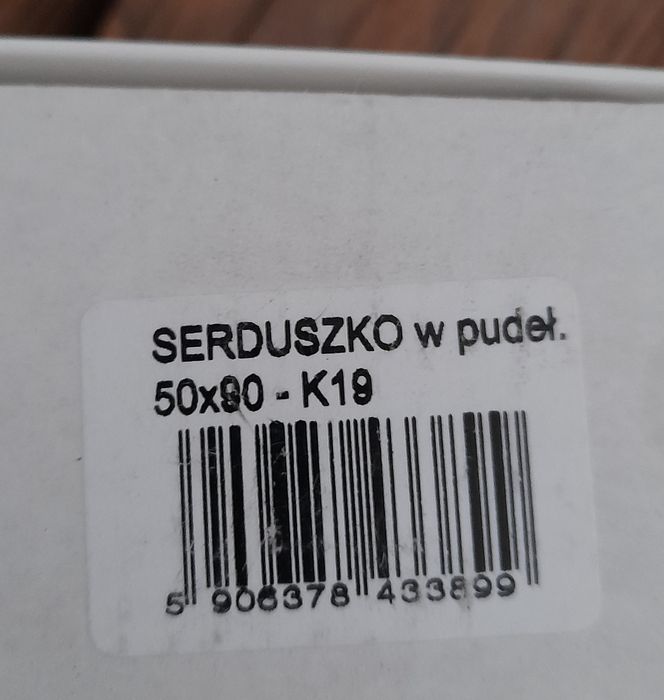 SERDUSZKO w pudeł.
50x90 - K19
5 906378 433899